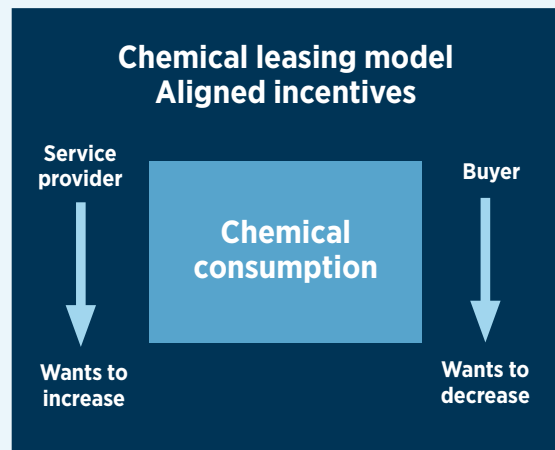 Chemical leasing model
Aligned incentives
Service
provider
Buyer
Chemical
consumption
Wants to
increase
Wants to
decrease